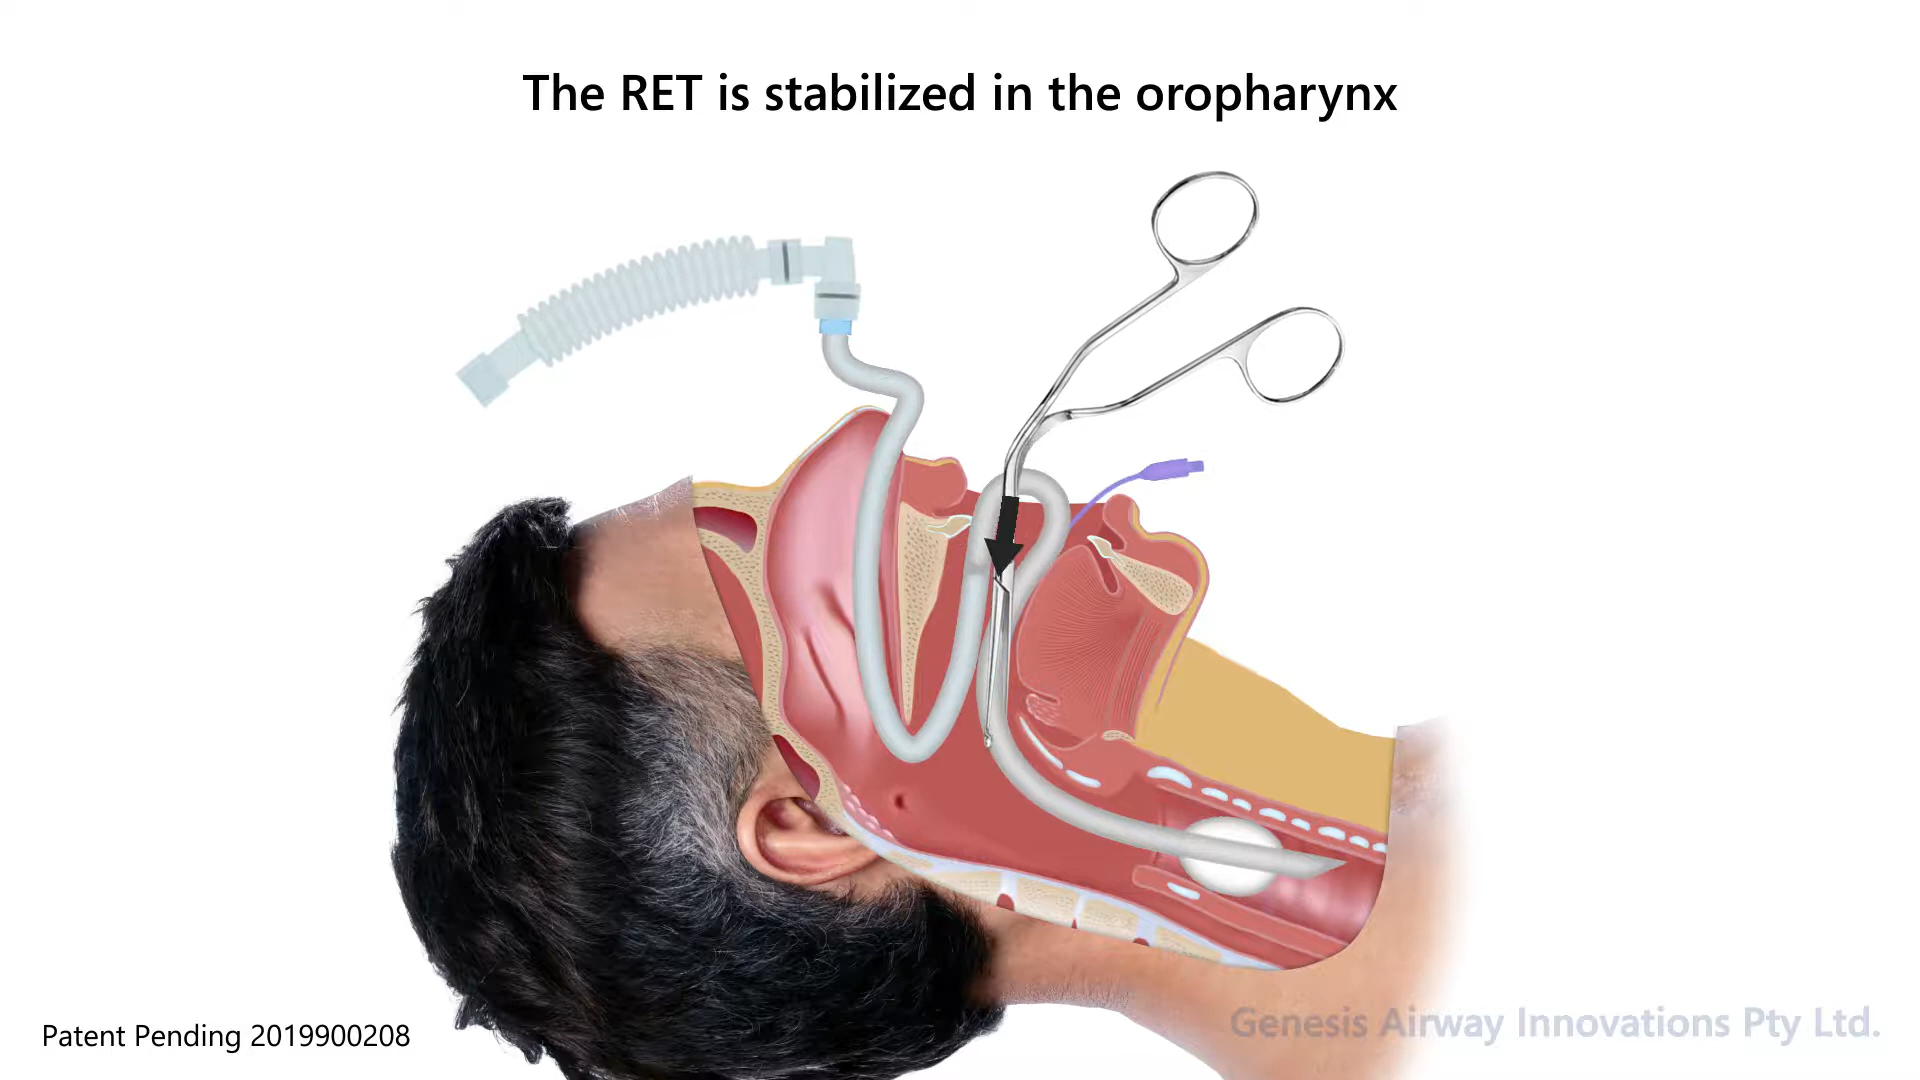 The RET is stabilized in the oropharynx
Patent Pending 2019900208
Genesis Airway Innovations Pty Ltd.